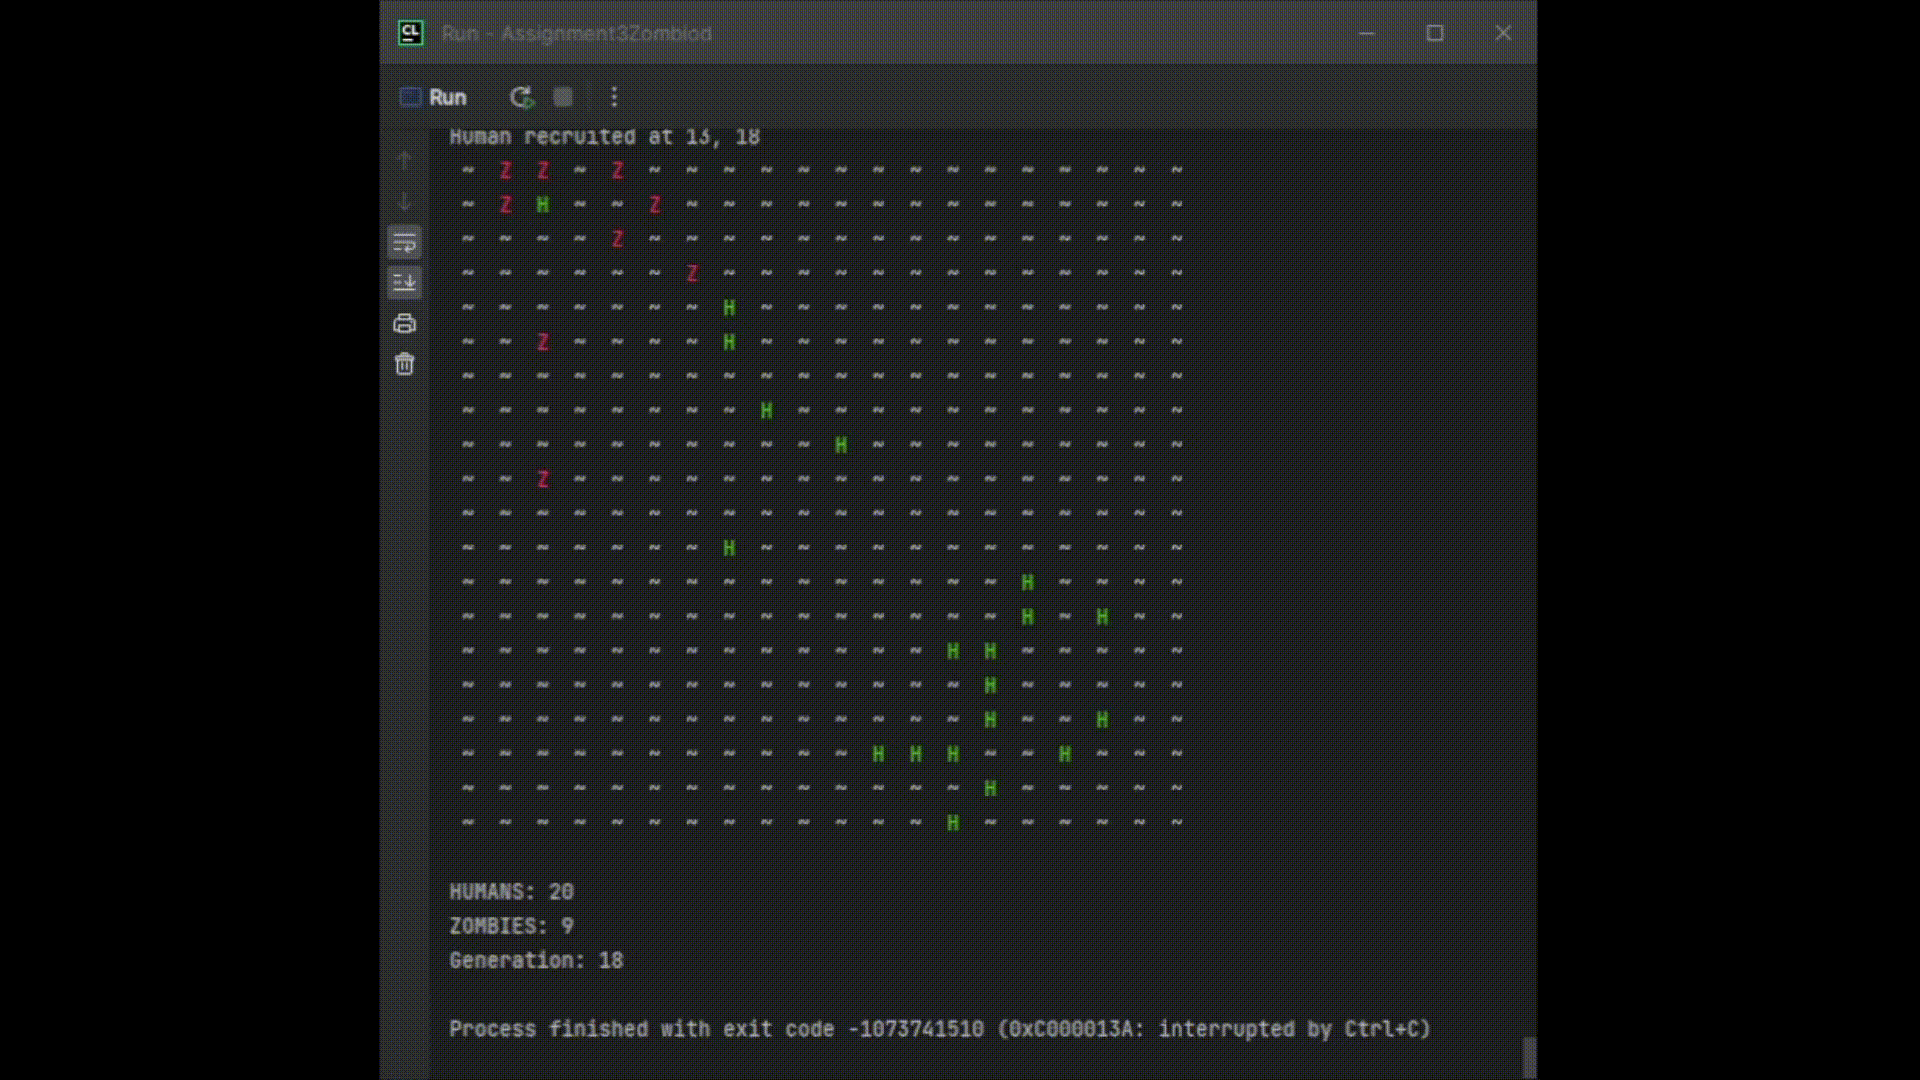 CL
Run - Assignment3Zombiod
Run
Human recruited at 13, 18
~ Z Z ~ Z ~ ~ ~ ~ ~ ~ ~ ~ ~ ~ ~ ~ ~ ~ ~
~ Z H ~ ~ Z ~ ~ ~ ~ ~ ~ ~ ~ ~ ~ ~ ~ ~ ~
~ ~ ~ ~ Z ~ ~ ~ ~ ~ ~ ~ ~ ~ ~ ~ ~ ~ ~ ~
~ ~ ~ ~ ~ ~ Z ~ ~ ~ ~ ~ ~ ~ ~ ~ ~ ~ ~ ~
~ ~ ~ ~ ~ ~ ~ H ~ ~ ~ ~ ~ ~ ~ ~ ~ ~ ~ ~
~ ~ Z ~ ~ ~ ~ H ~ ~ ~ ~ ~ ~ ~ ~ ~ ~ ~ ~
~ ~ ~ ~ ~ ~ ~ ~ ~ ~ ~ ~ ~ ~ ~ ~ ~ ~ ~ ~
~ ~ ~ ~ ~ ~ ~ ~ H ~ ~ ~ ~ ~ ~ ~ ~ ~ ~ ~
~ ~ ~ ~ ~ ~ ~ ~ ~ ~ H ~ ~ ~ ~ ~ ~ ~ ~ ~
~ ~ Z ~ ~ ~ ~ ~ ~ ~ ~ ~ ~ ~ ~ ~ ~ ~ ~ ~
~ ~ ~ ~ ~ ~ ~ ~ ~ ~ ~ ~ ~ ~ ~ ~ ~ ~ ~ ~
~ ~ ~ ~ ~ ~ ~ H ~ ~ ~ ~ ~ ~ ~ ~ ~ ~ ~ ~
~ ~ ~ ~ ~ ~ ~ ~ ~ ~ ~ ~ ~ ~ ~ H ~ ~ ~ ~
~ ~ ~ ~ ~ ~ ~ ~ ~ ~ ~ ~ ~ ~ ~ H ~ H ~ ~
~ ~ ~ ~ ~ ~ ~ ~ ~ ~ ~ ~ ~ H H ~ ~ ~ ~ ~
~ ~ ~ ~ ~ ~ ~ ~ ~ ~ ~ ~ ~ ~ H ~ ~ ~ ~ ~
~ ~ ~ ~ ~ ~ ~ ~ ~ ~ ~ ~ ~ ~ H ~ ~ H ~ ~
~ ~ ~ ~ ~ ~ ~ ~ ~ ~ ~ H H H ~ ~ H ~ ~ ~
~ ~ ~ ~ ~ ~ ~ ~ ~ ~ ~ ~ ~ ~ H ~ ~ ~ ~ ~
~ ~ ~ ~ ~ ~ ~ ~ ~ ~ ~ ~ ~ H ~ ~ ~ ~ ~ ~
HUMANS: 20
ZOMBIES: 9
Generation: 18
Process finished with exit code -1073741510 (0xC000013A: interrupted by Ctrl+C)